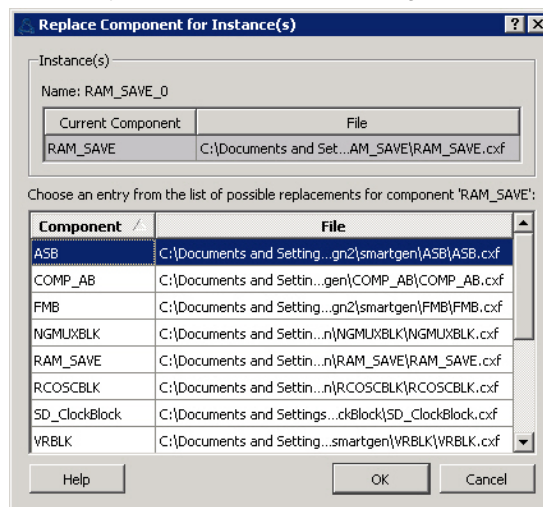 Replace Component for Instance(s)
Instance(s)
Name: RAM_SAVE_0
Current Component File
RAM_SAVE C:\Documents and Set...AM_SAVE\RAM_SAVE.cxf
Choose an entry from the list of possible replacements for component 'RAM_SAVE':
Component File
ASB C:\Documents and Setting...gn2\smartgen\ASB\ASB.cxf
COMP_AB C:\Documents and Settin...gen\COMP_AB\COMP_AB.cxf
FMB C:\Documents and Setting...gn2\smartgen\FMB\FMB.cxf
NGMUXBLK C:\Documents and Settin...n\NGMUXBLK\NGMUXBLK.cxf
RAM_SAVE C:\Documents and Settin...n\RAM_SAVE\RAM_SAVE.cxf
RCOSCBLK C:\Documents and Settin...n\RCOSCBLK\RCOSCBLK.cxf
SD_ClockBlock C:\Documents and Settings...ckBlock\SD_ClockBlock.cxf
VRBLK C:\Documents and Setting...smartgen\VRBLK\VRBLK.cxf
Help OK Cancel